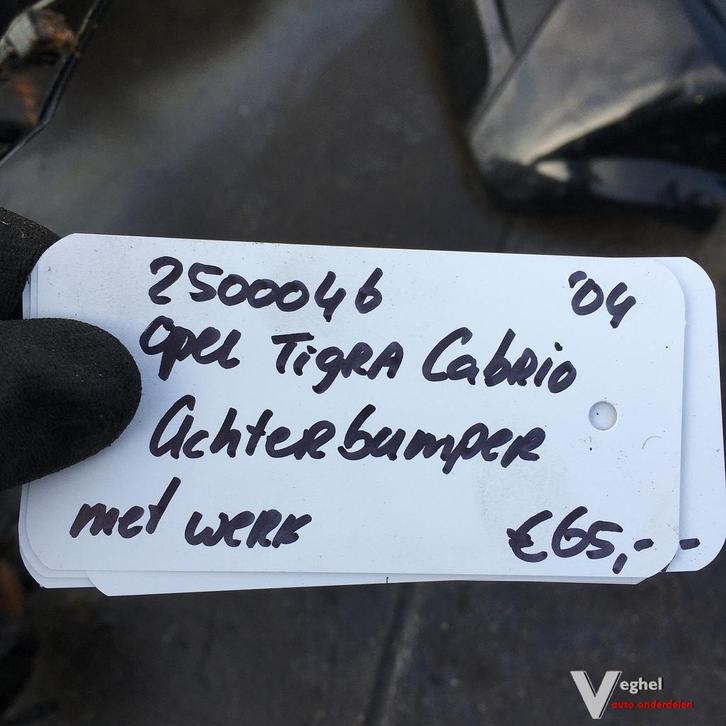 2500046 '04
Opel Tigra Cabrio
Achterbumper
met werk €65,--
Veghel
auto onderdelen